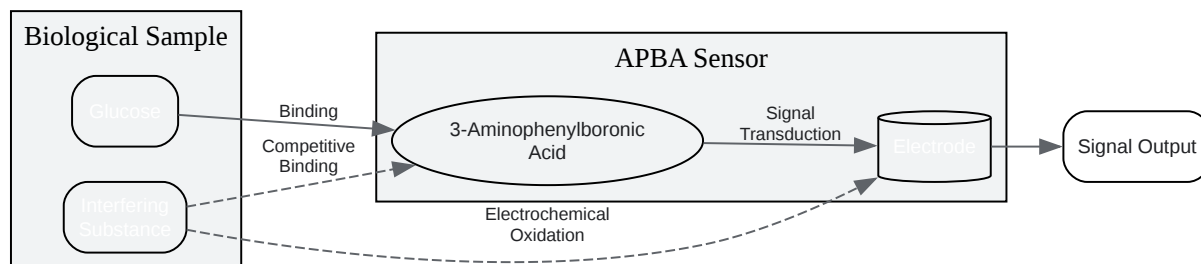 Biological Sample
Glucose
Interfering
Substance
Binding
Competitive
Binding
APBA Sensor
3-Aminophenylboronic
Acid
Signal
Transduction
Electrode
Electrochemical
Oxidation
Signal Output